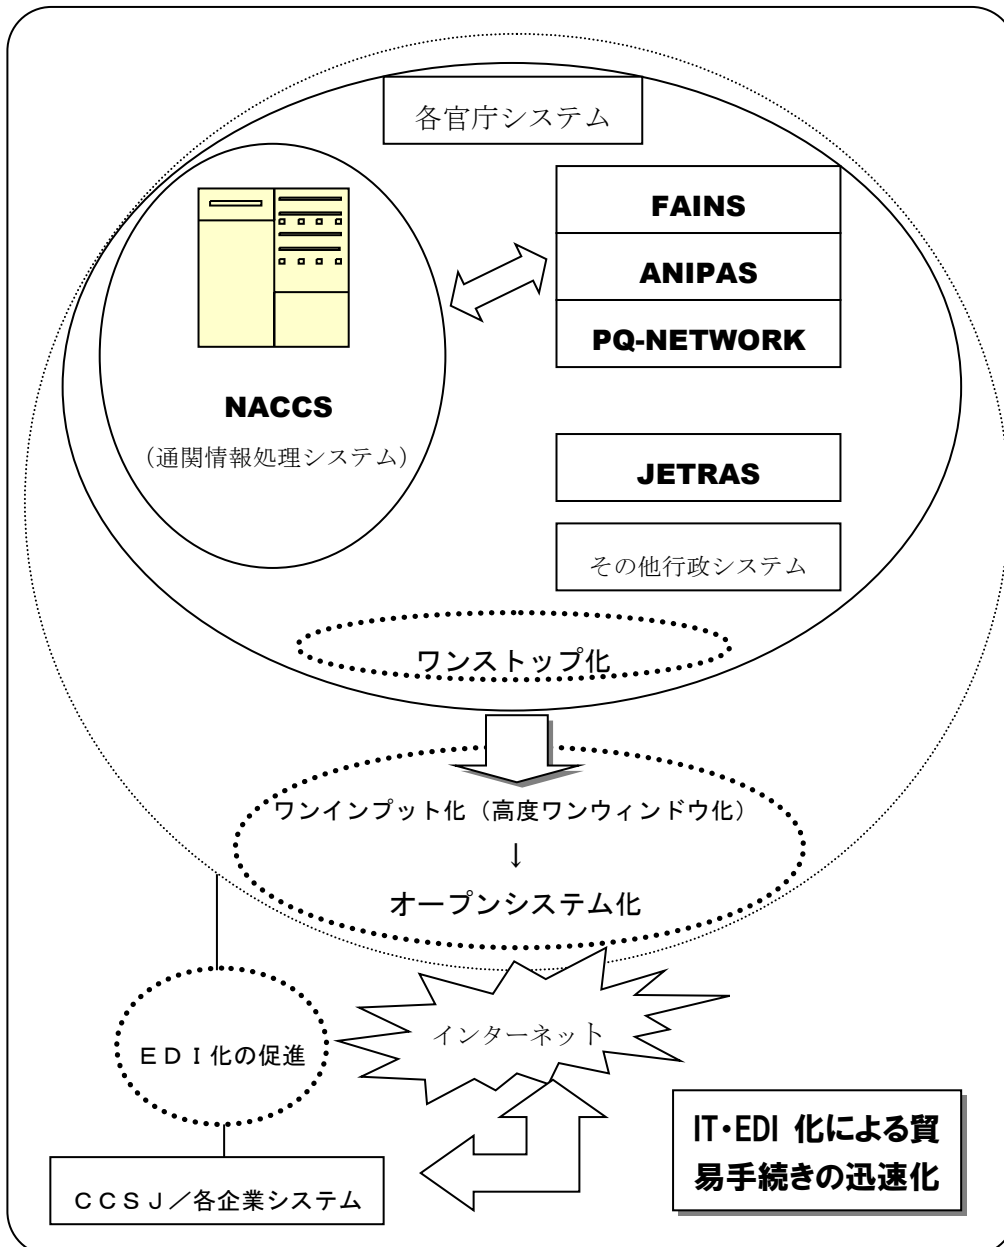 各官庁システム
FAINS
ANIPAS
PQ-NETWORK
NACCS
（通関情報処理システム）
JETRAS
その他行政システム
ワンストップ化
ワンインプット化（高度ワンウィンドウ化）
↓
オープンシステム化
インターネット
ＥＤＩ化の促進
IT・EDI 化による貿
易手続きの迅速化
ＣＣＳＪ／各企業システム